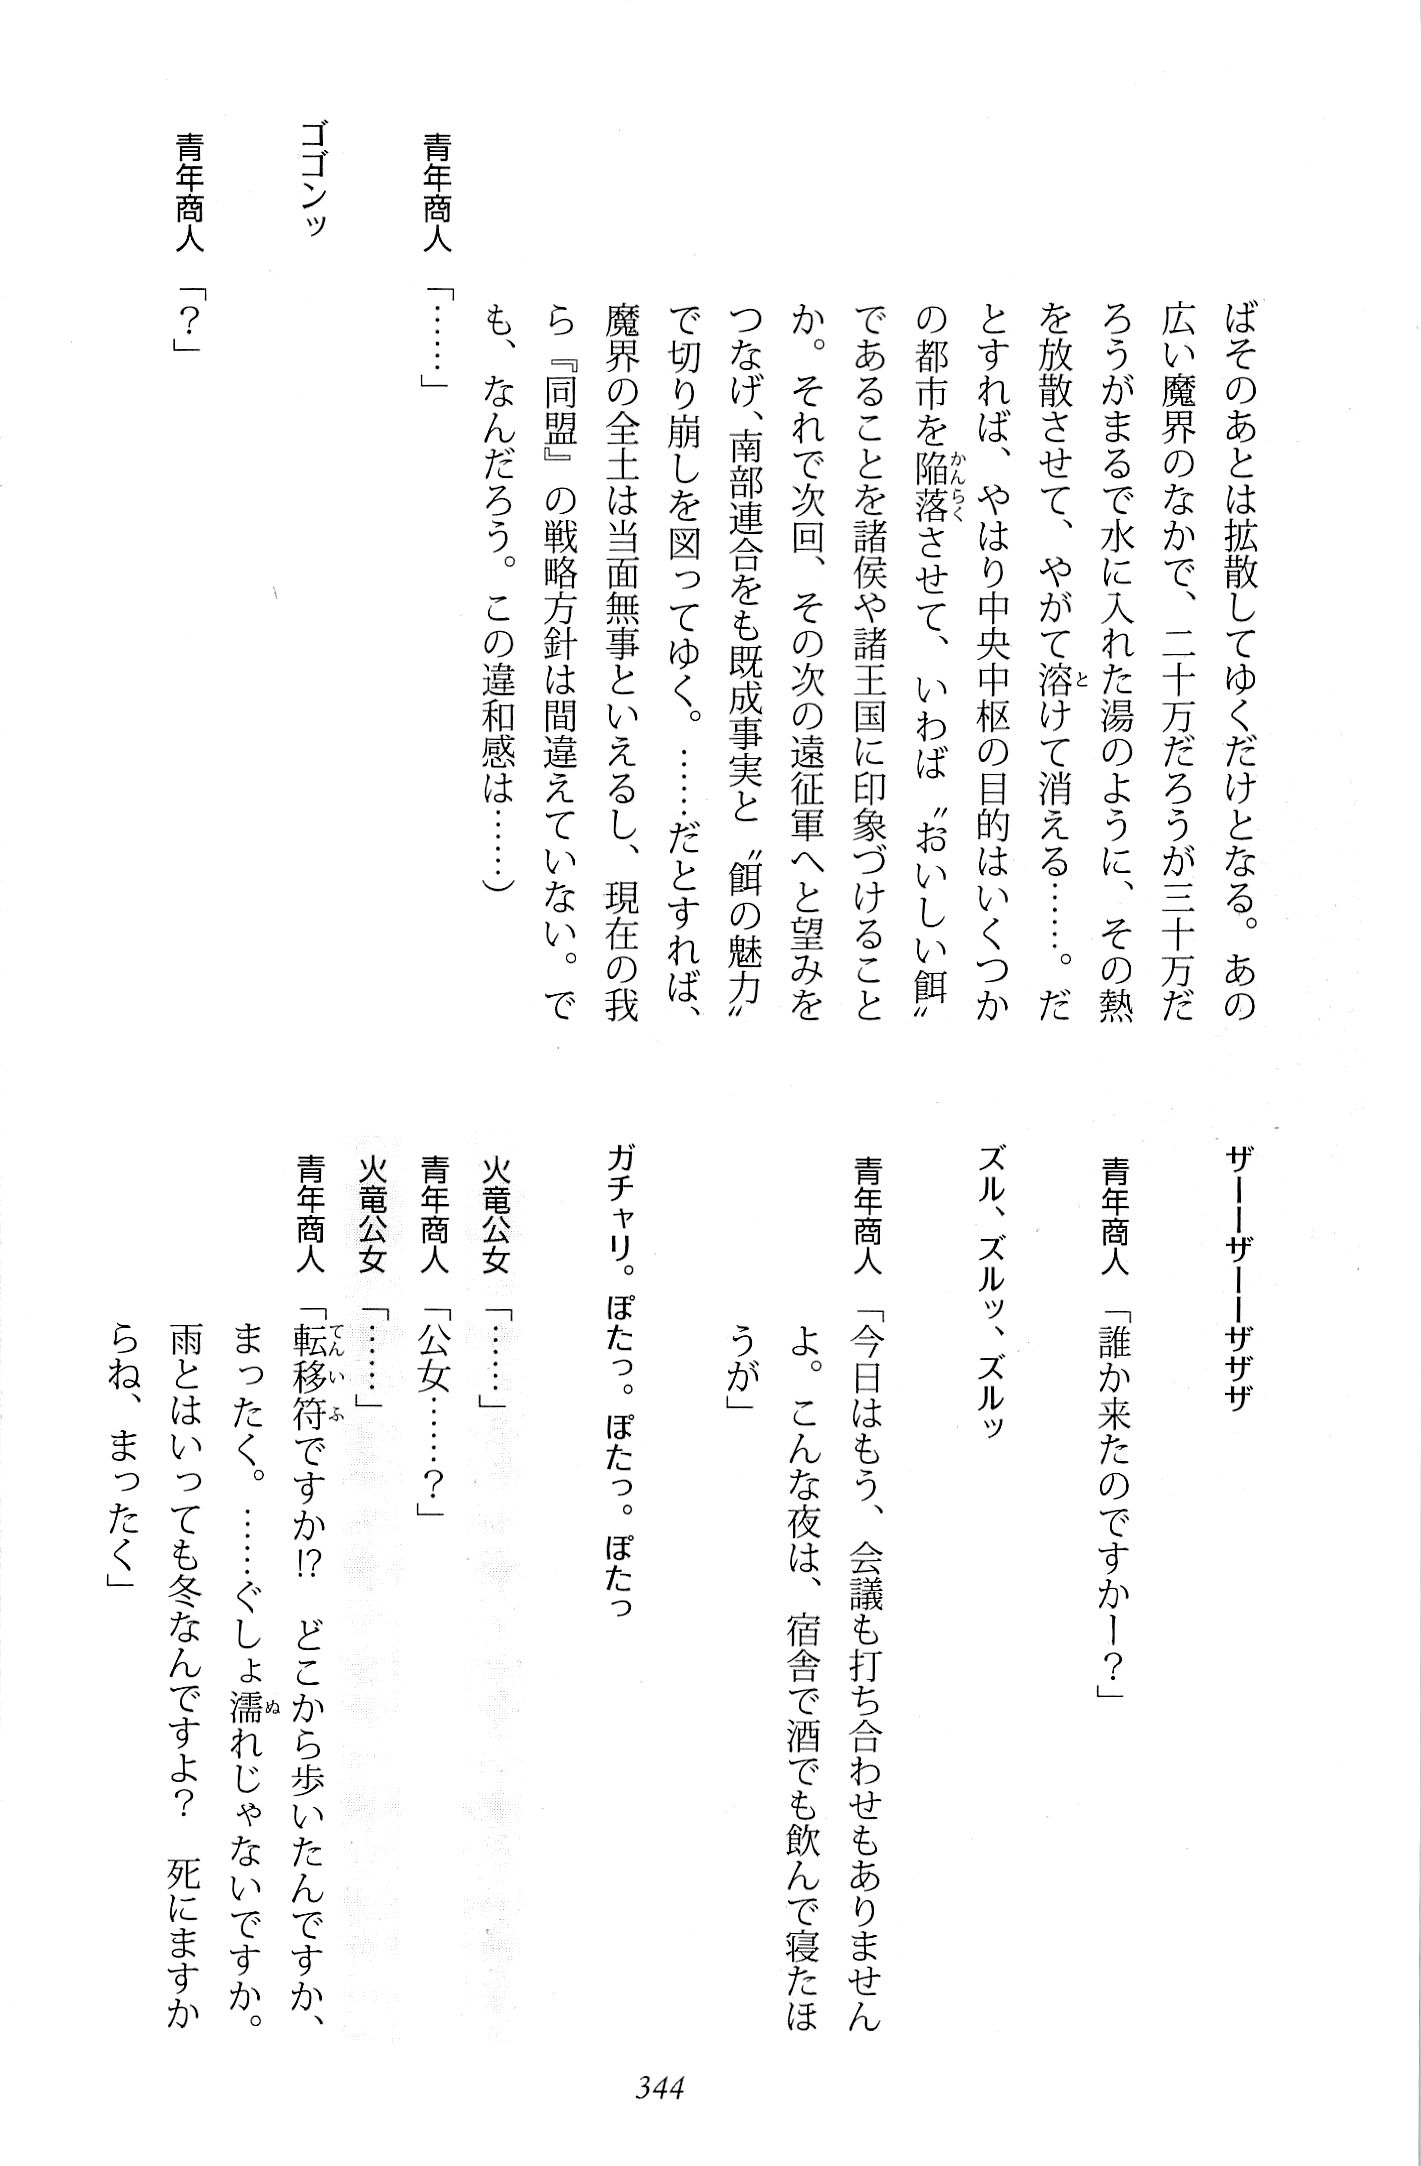 ばそのあとは拡散してゆくだけとなる。あの
広い魔界のなかで、二十万だろうが三十万だ
ろうがまるで水に入れた湯のように、その熱
を放散させて、やがて溶けて消える……。だ
とすれば、やはり中央中枢の目的はいくつか
の都市を陥落させて、いわば〝おいしい餌〟
であることを諸侯や諸王国に印象づけること
か。それで次回、その次の遠征軍へと望みを
つなげ、南部連合をも既成事実と〝餌の魅力〟
で切り崩しを図ってゆく。……だとすれば、
魔界の全土は当面無事といえるし、現在の我
ら『同盟』の戦略方針は間違えていない。で
も、なんだろう。この違和感は……）
青年商人「……」
ゴゴンッ
青年商人「？」
ザーーザーーザザザ
青年商人「誰か来たのですかー？」
ズル、ズルッ、ズルッ
青年商人「今日はもう、会議も打ち合わせもありません
よ。こんな夜は、宿舎で酒でも飲んで寝たほ
うが」
ガチャリ。ぽたっ。ぽたっ。ぽたっ
火竜公女「……」
青年商人「公女……？」
火竜公女「……」
青年商人「転移符ですか!?　どこから歩いたんですか、
まったく。……ぐしょ濡れじゃないですか。
雨とはいっても冬なんですよ？　死にますか
らね、まったく」
344